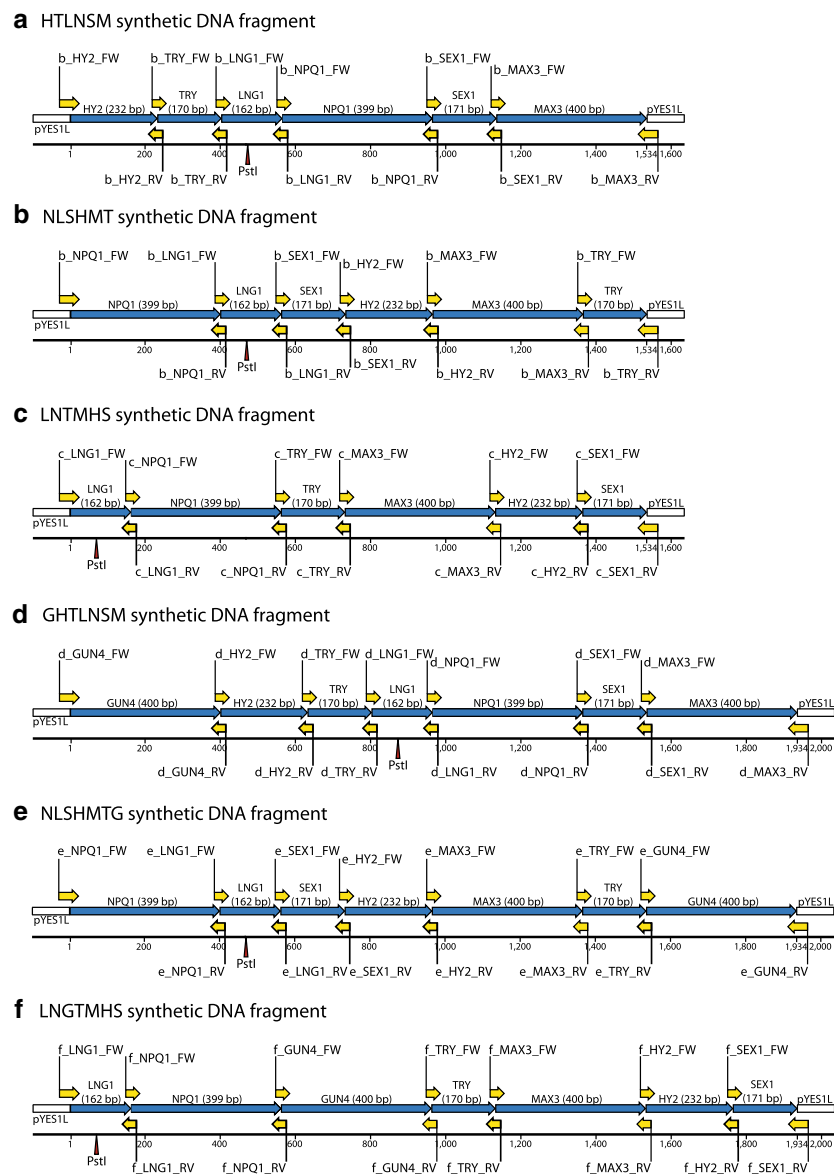 a HTLNSM synthetic DNA fragment
b_HY2_FW b_TRY_FW b_LNG1_FW b_SEX1_FW
b_NPQ1_FW b_MAX3_FW
TRY LNG1 SEX1
HY2 (232 bp) (170 bp) (162 bp) NPQ1 (399 bp) (171 bp) MAX3 (400 bp) pYES1L
pYES1L
1 200 400 600 800 1,000 1,200 1,400 1,534 1,600
PstI
b_HY2_RV b_TRY_RV b_LNG1_RV b_NPQ1_RV b_SEX1_RV b_MAX3_RV
b NLSHMT synthetic DNA fragment
b_NPQ1_FW b_LNG1_FW b_SEX1_FW b_MAX3_FW b_TRY_FW
b_HY2_FW
LNG1 SEX1 TRY
NPQ1 (399 bp) (162 bp) (171 bp) HY2 (232 bp) MAX3 (400 bp) (170 bp) pYES1L
pYES1L
1 200 400 600 800 1,000 1,200 1,400 1,534 1,600
PstI b_SEX1_RV
b_NPQ1_RV b_LNG1_RV b_HY2_RV b_MAX3_RV b_TRY_RV
c LNTMHS synthetic DNA fragment
c_LNG1_FW c_TRY_FW c_MAX3_FW c_HY2_FW c_SEX1_FW
c_NPQ1_FW
LNG1 TRY SEX1
(162 bp) NPQ1 (399 bp) (170 bp) MAX3 (400 bp) HY2 (232 bp) (171 bp) pYES1L
pYES1L
1 200 400 600 800 1,000 1,200 1,400 1,534 1,600
PstI
c_LNG1_RV c_NPQ1_RV c_TRY_RV c_MAX3_RV c_HY2_RV c_SEX1_RV
d GHTLNSM synthetic DNA fragment
d_GUN4_FW d_HY2_FW d_TRY_FW d_LNG1_FW d_SEX1_FW
d_NPQ1_FW d_MAX3_FW
TRY LNG1 SEX1
GUN4 (400 bp) HY2 (232 bp) (170 bp) (162 bp) NPQ1 (399 bp) (171 bp) MAX3 (400 bp) pYES1L
pYES1L
1 200 400 600 800 1,000 1,200 1,400 1,600 1,800 1,934 2,000
PstI
d_GUN4_RV d_HY2_RV d_TRY_RV d_LNG1_RV d_NPQ1_RV d_SEX1_RV d_MAX3_RV
e NLSHMTG synthetic DNA fragment
e_NPQ1_FW e_LNG1_FW e_SEX1_FW e_MAX3_FW e_TRY_FW e_GUN4_FW
e_HY2_FW
LNG1 SEX1 TRY
NPQ1 (399 bp) (162 bp) (171 bp) HY2 (232 bp) MAX3 (400 bp) (170 bp) GUN4 (400 bp) pYES1L
pYES1L
1 200 400 600 800 1,000 1,200 1,400 1,600 1,800 1,934 2,000
PstI
e_NPQ1_RV e_LNG1_RV e_SEX1_RV e_HY2_RV e_MAX3_RV e_TRY_RV e_GUN4_RV
f LNGTMHS synthetic DNA fragment
f_LNG1_FW f_GUN4_FW f_TRY_FW f_MAX3_FW f_HY2_FW f_SEX1_FW
f_NPQ1_FW
LNG1 TRY SEX1
(162 bp) NPQ1 (399 bp) GUN4 (400 bp) (170 bp) MAX3 (400 bp) HY2 (232 bp) (171 bp) pYES1L
pYES1L
1 200 400 600 800 1,000 1,200 1,400 1,600 1,800 1,934 2,000
PstI
f_LNG1_RV f_NPQ1_RV f_GUN4_RV f_TRY_RV f_MAX3_RV f_HY2_RV f_SEX1_RV